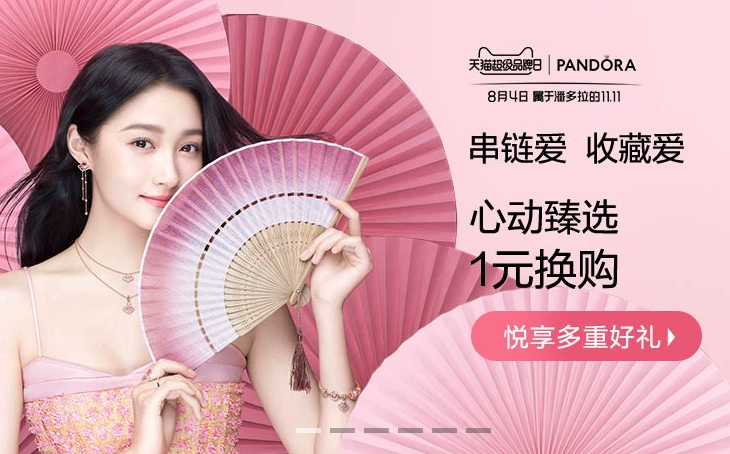 天猫超级品牌日 | PANDÖRA
8月4日 属于潘多拉的11.11
串链爱 收藏爱
心动臻选
1元换购
悦享多重好礼